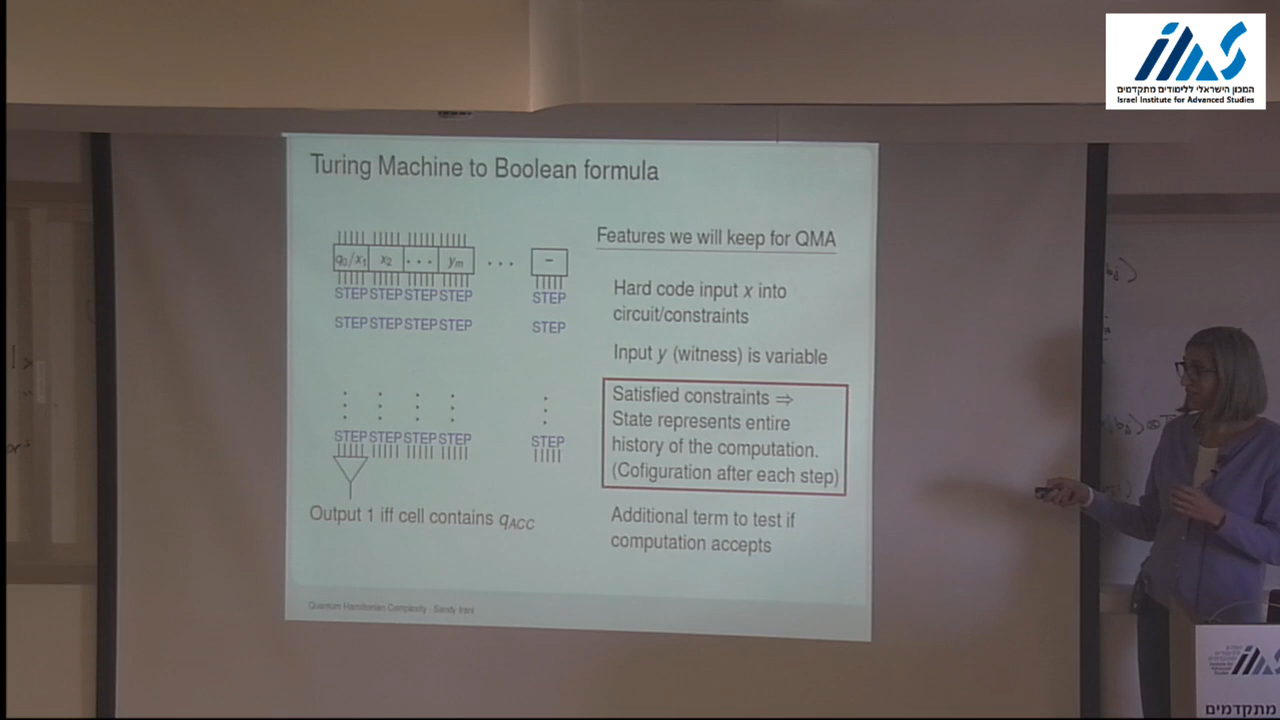 המכון הישראלי ללימודים מתקדמים
Israel Institute for Advanced Studies
Turing Machine to Boolean formula
q0/x1 x2 ··· ym ··· –
STEP STEP STEP STEP STEP
STEP STEP STEP STEP STEP
STEP STEP STEP STEP STEP
Output 1 iff cell contains qACC
Features we will keep for QMA
Hard code input x into
circuit/constraints
Input y (witness) is variable
Satisfied constraints ⇒
State represents entire
history of the computation.
(Cofiguration after each step)
Additional term to test if
computation accepts
Quantum Hamiltonian Complexity Sandy Irani
Institute for
Advanced
Studies
מתקדמים